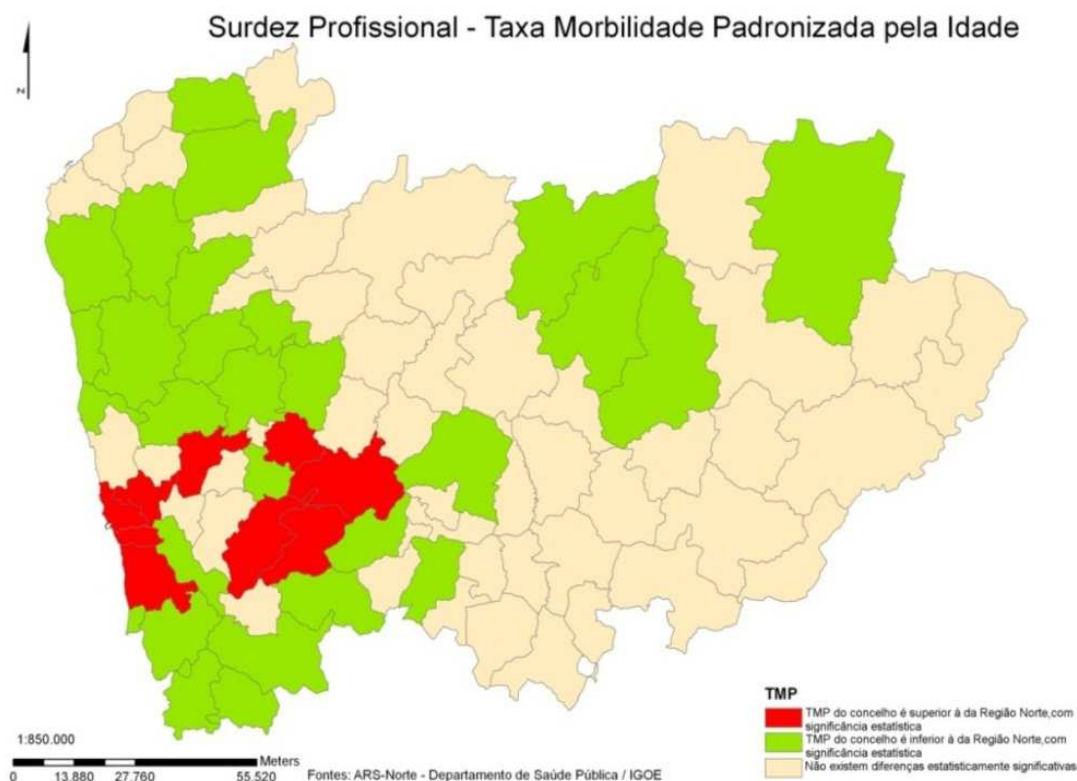 Surdez Profissional - Taxa Morbilidade Padronizada pela Idade
N
TMP
TMP do concelho é superior á da Região Norte,com
significância estatística
TMP do concelho é inferior á da Região Norte,com
significância estatística
Não existem diferenças estatisticamente significativas
1:850.000
Meters
0 13.880 27.760 55.520
Fontes: ARS-Norte - Departamento de Saúde Pública / IGOE